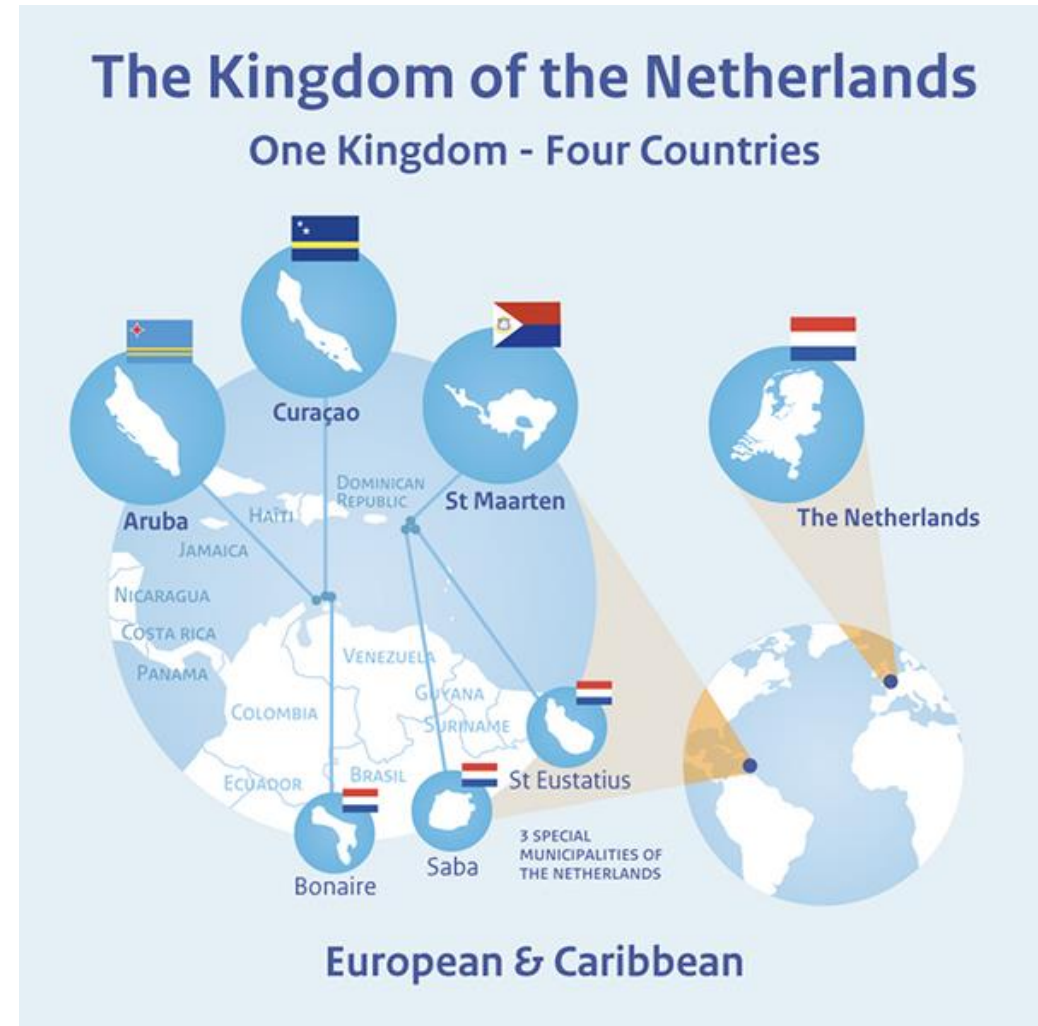 The Kingdom of the Netherlands
One Kingdom - Four Countries
Curaçao
Aruba
St Maarten
The Netherlands
DOMINICAN
REPUBLIC
HAÏTI
JAMAICA
NICARAGUA
COSTA RICA
PANAMA
VENEZUELA
GUYANA
SURINAME
COLOMBIA
ECUADOR
BRASIL
St Eustatius
Saba
Bonaire
3 SPECIAL
MUNICIPALITIES OF
THE NETHERLANDS
European & Caribbean